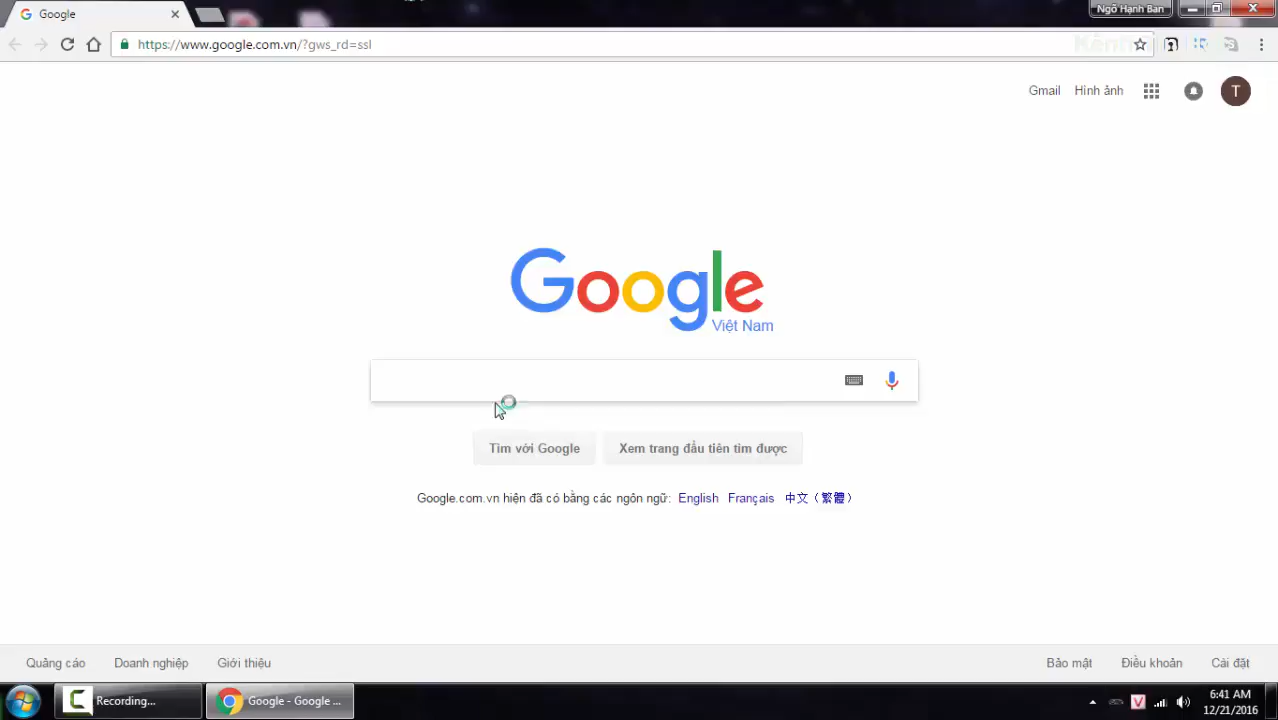 Google
Ngô Hạnh Ban
https://www.google.com.vn/?gws_rd=ssl
Gmail Hình ảnh T
Google
Việt Nam
Tìm với Google Xem trang đầu tiên tìm được
Google.com.vn hiện đã có bằng các ngôn ngữ: English Français 中文（繁體）
Quảng cáo Doanh nghiệp Giới thiệu Bảo mật Điều khoản Cài đặt
Recording... Google - Google ... V 6:41 AM
12/21/2016